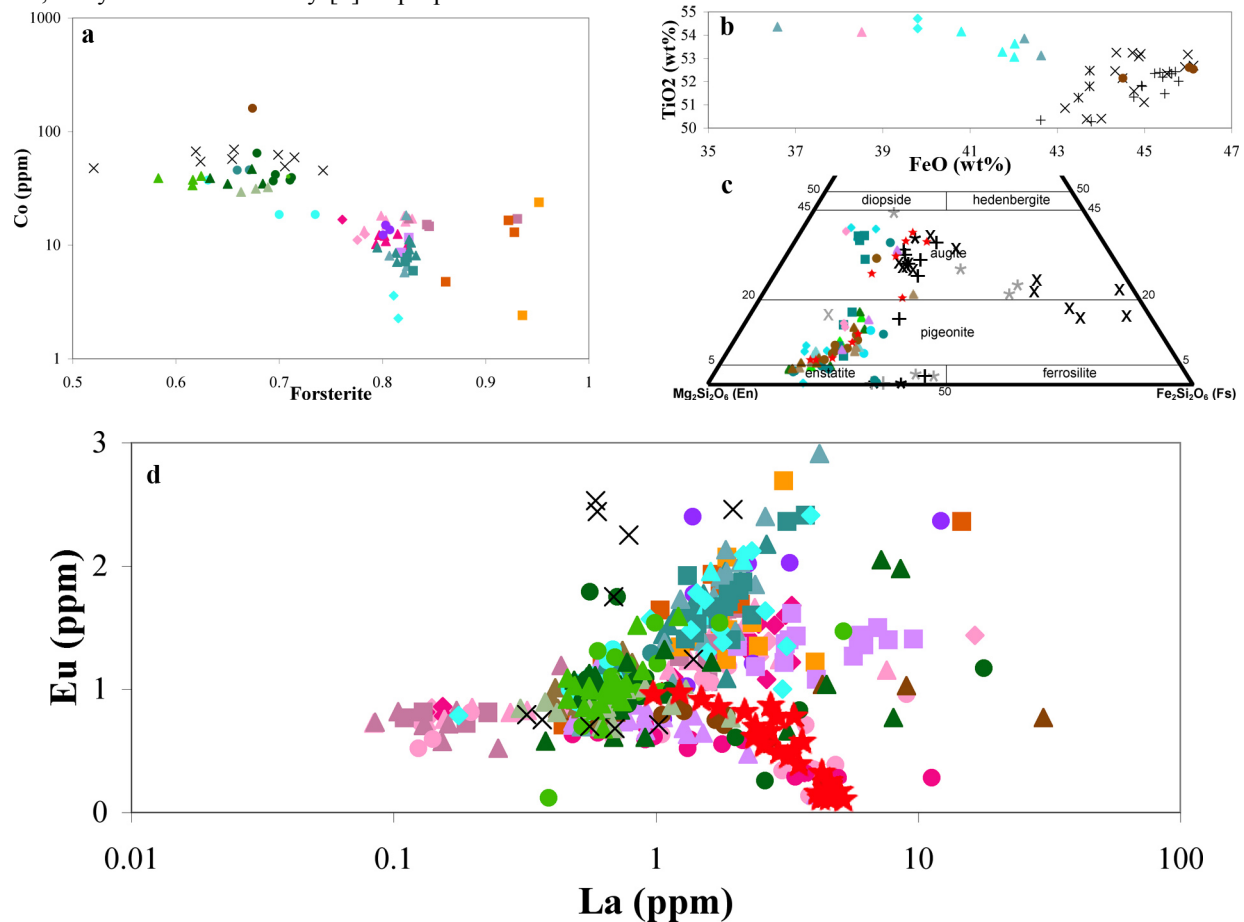 a
1000
100
10
1
Co (ppm)
0.5 0.6 0.7 0.8 0.9 1
Forsterite
b
55
54
53
52
51
50
TiO2 (wt%)
35 37 39 41 43 45 47
FeO (wt%)
c
50 50
diopside hedenbergite
45 45
augite
20 20
pigeonite
5 5
enstatite ferrosilite
Mg₂Si₂O₆ (En) 50 Fe₂Si₂O₆ (Fs)
d
3
2
1
0
Eu (ppm)
0.01 0.1 1 10 100
La (ppm)